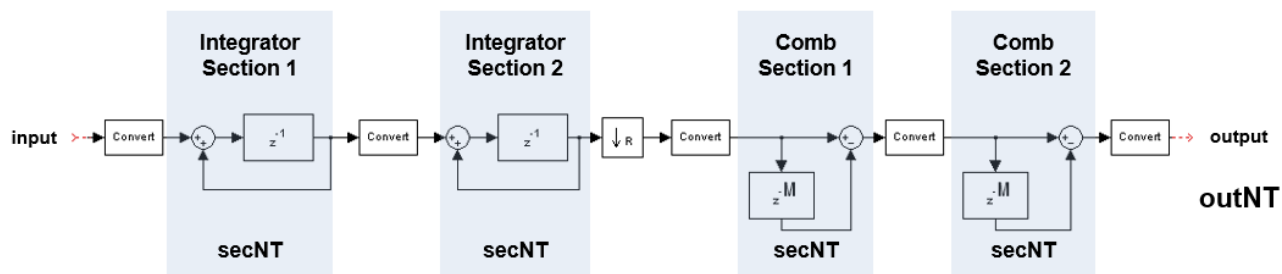 Integrator
Section 1
Integrator
Section 2
Comb
Section 1
Comb
Section 2
input
Convert
+
+
z-1
Convert
+
+
z-1
↓ R
Convert
+
−
Convert
+
−
Convert
output
z-M
z-M
outNT
secNT
secNT
secNT
secNT